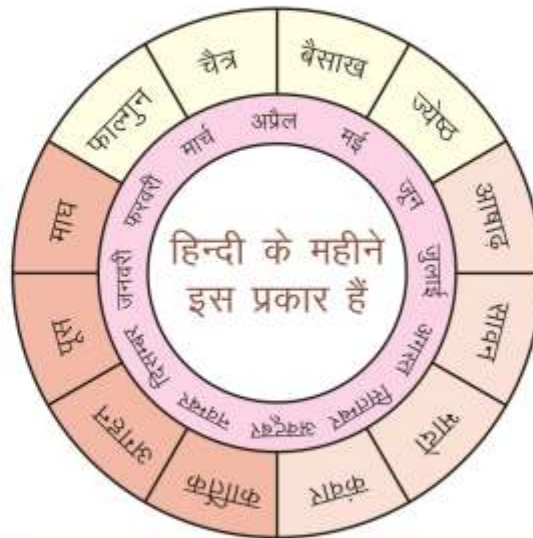 हिन्दी के महीने
इस प्रकार हैं
चैत्र
बैसाख
ज्येष्ठ
आषाढ़
सावन
भादो
कंवार
कार्तिक
अगहन
पूस
माघ
फाल्गुन
मार्च
अप्रैल
मई
जून
जुलाई
अगस्त
सितम्बर
अक्टूबर
नवम्बर
दिसम्बर
जनवरी
फरवरी